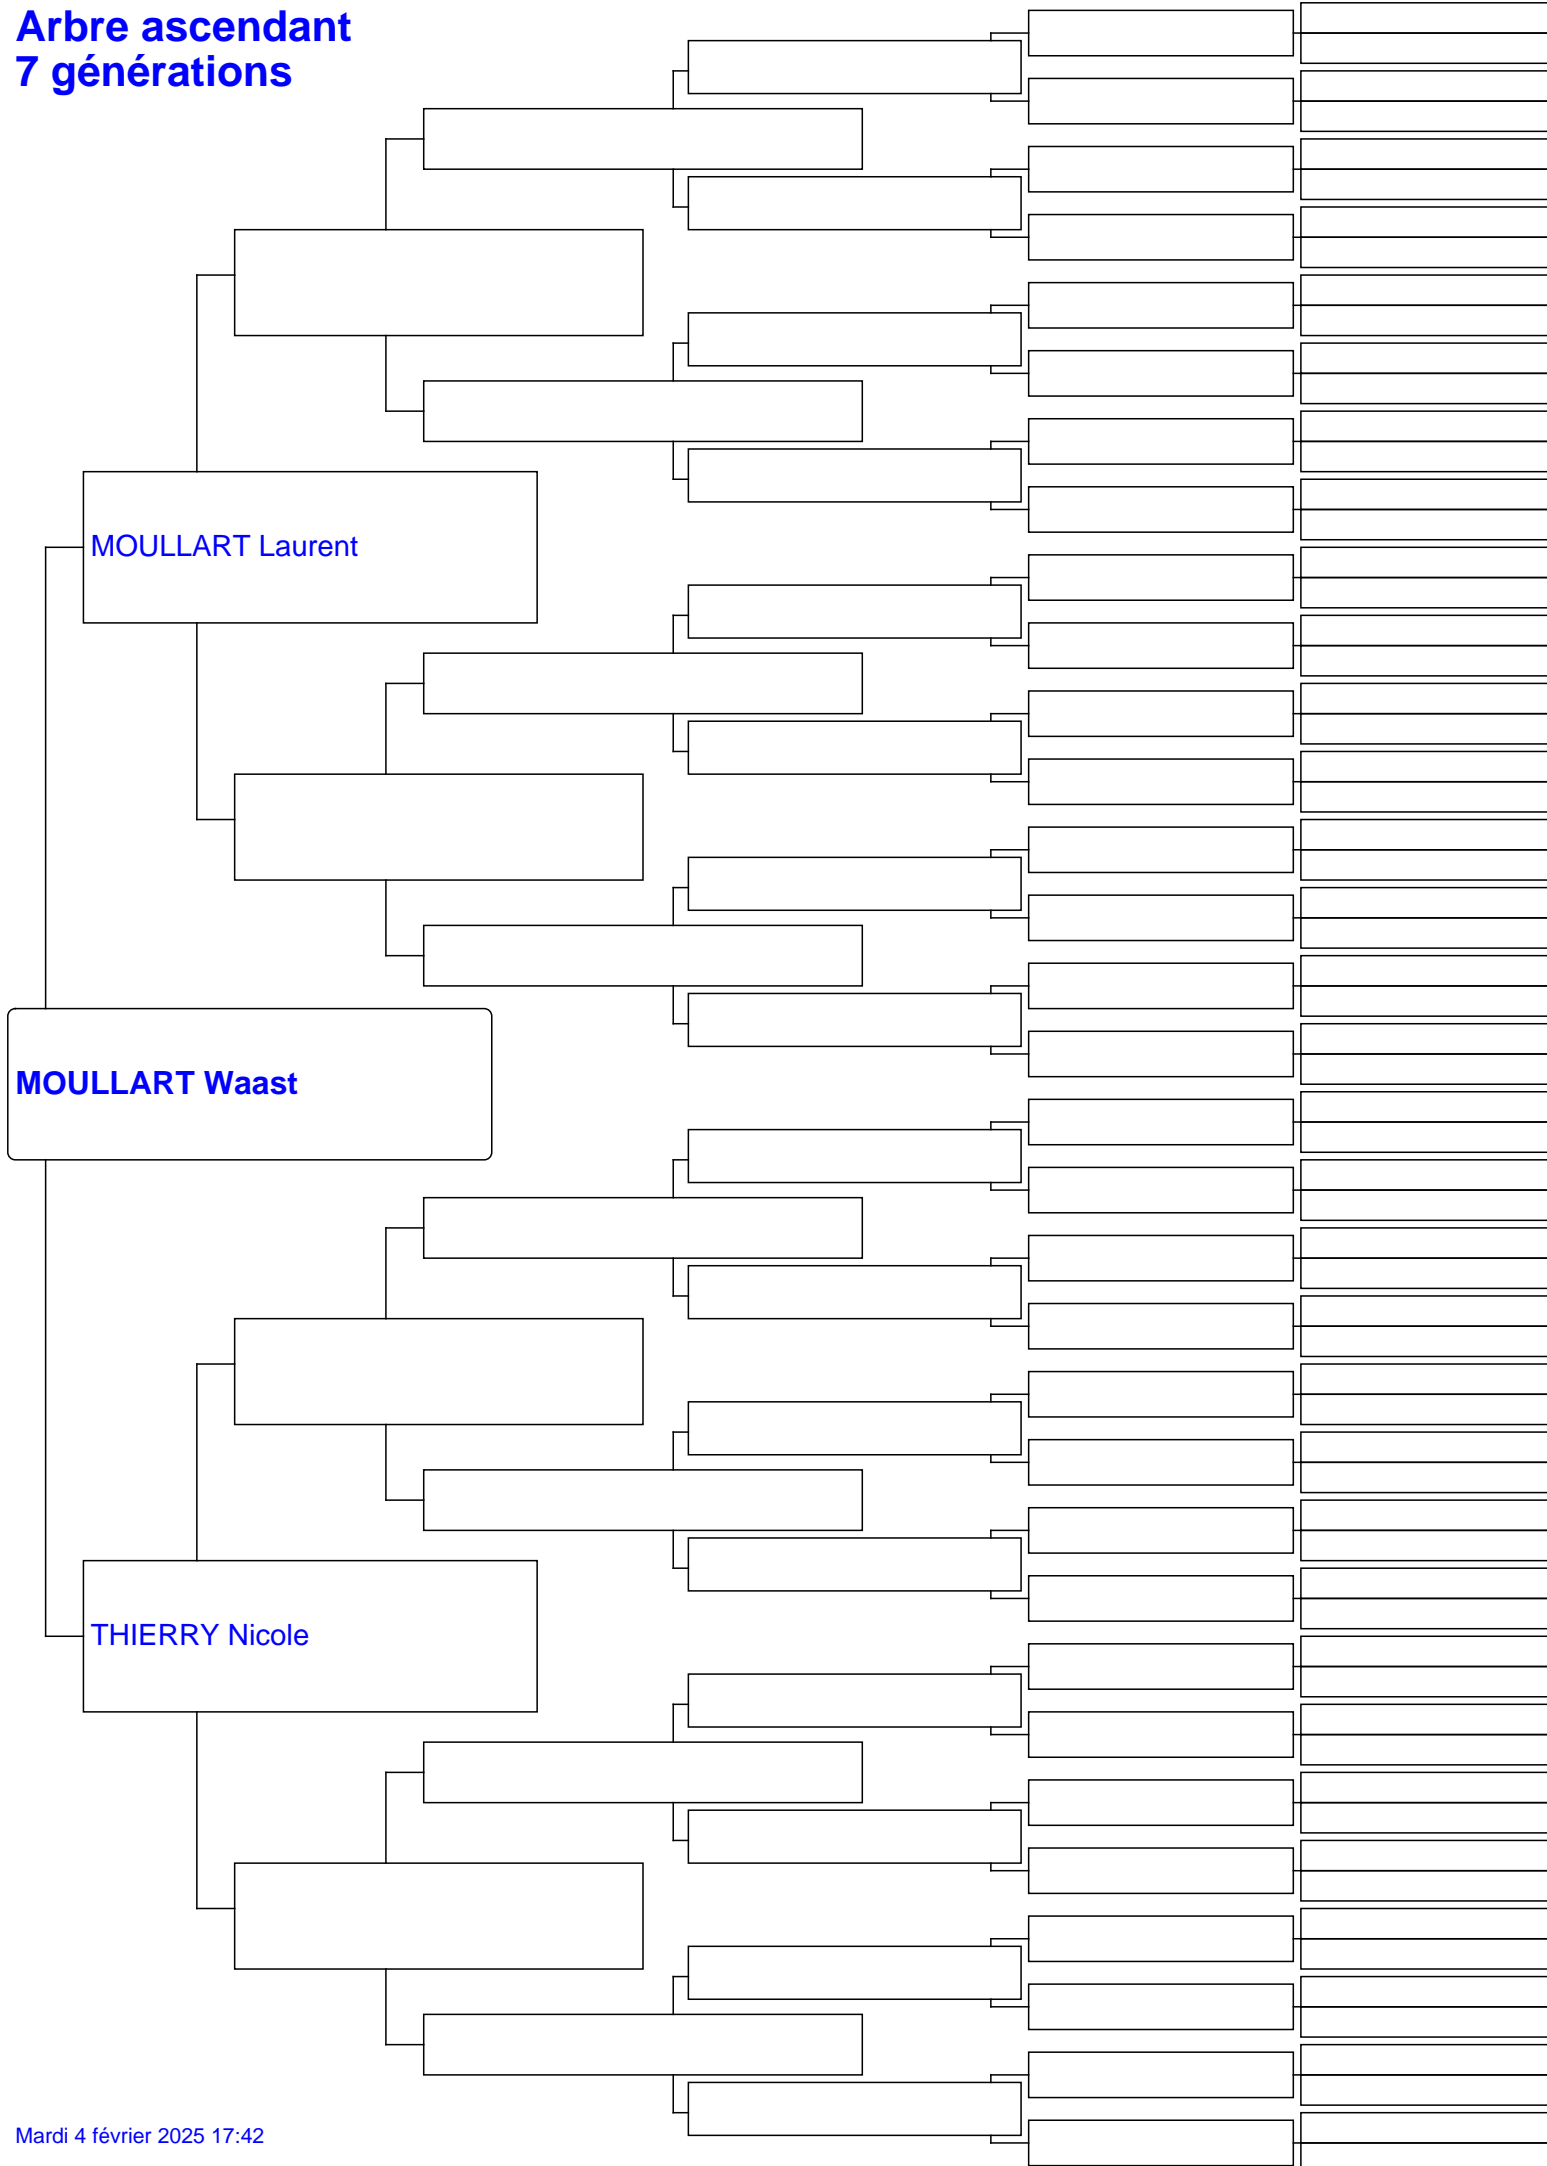 Arbre ascendant
7 générations
MOULLART Laurent
MOULLART Waast
THIERRY Nicole
Mardi 4 février 2025 17:42